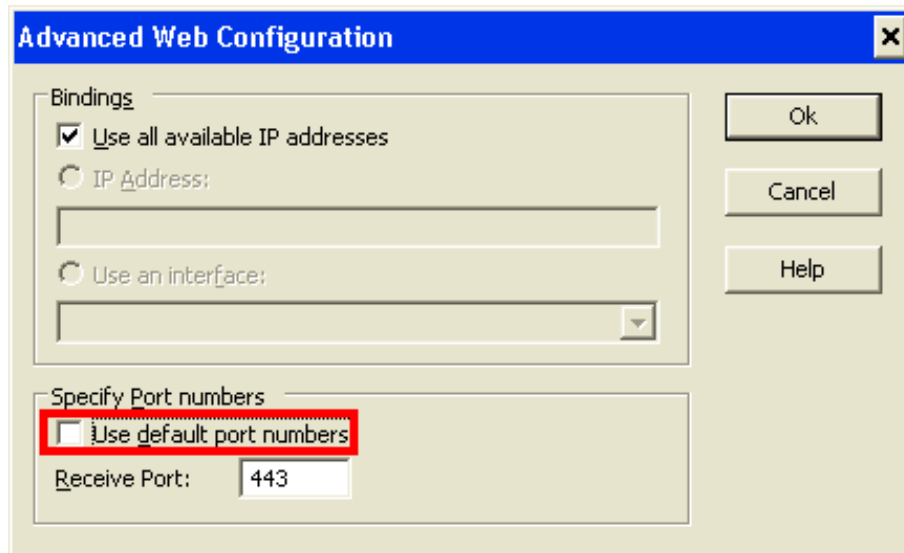 Advanced Web Configuration
Bindings
Use all available IP addresses
IP Address:
Use an interface:
Ok
Cancel
Help
Specify Port numbers
Use default port numbers
Receive Port: 443